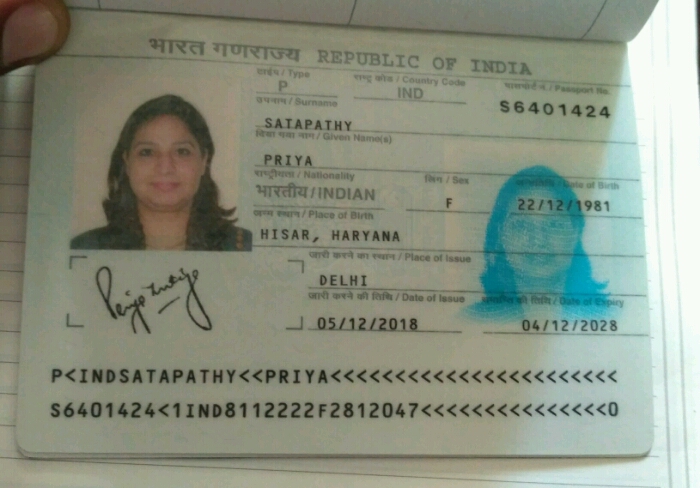 भारत गणराज्य REPUBLIC OF INDIA
टाईप / Type
राष्ट्र कोड / Country Code
पासपोर्ट नं. / Passport No.
P
IND
S6401424
उपनाम / Surname
SATAPATHY
दिया गया नाम / Given Name(s)
PRIYA
राष्ट्रीयता / Nationality
लिंग / Sex
जन्मतिथि / Date of Birth
भारतीय/INDIAN
F
22/12/1981
जन्म स्थान / Place of Birth
HISAR, HARYANA
जारी करने का स्थान / Place of Issue
DELHI
जारी करने की तिथि / Date of Issue
समाप्ति की तिथि / Date of Expiry
05/12/2018
04/12/2028
P<INDSATAPATHY<<PRIYA<<<<<<<<<<<<<<<<<<<<<<<
S6401424<1IND8112222F2812047<<<<<<<<<<<<<<<0